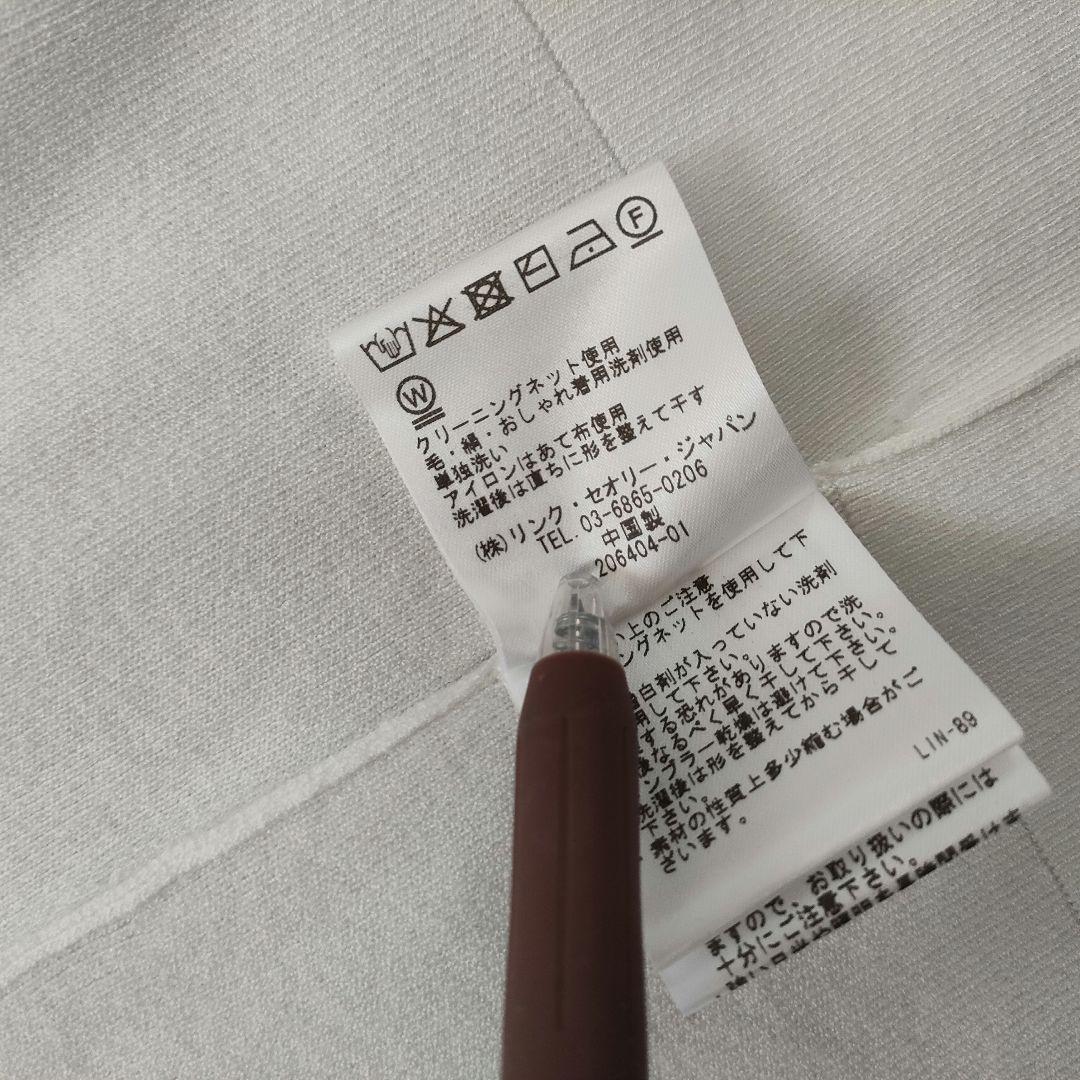 F
W
クリーニングネット使用
毛・絹・おしゃれ着用洗剤使用
単独洗い
アイロンはあて布使用
洗濯後は直ちに形を整えて干す
(株)リンク・セオリー・ジャパン
TEL.03-6865-0206
中国製
206404-01
い上のご注意
ングネットを使用して下
い。
白剤が入っていない洗剤
用して下さい。
する恐れがありますので洗
後なるべく早く干して下さい。
ンブラー乾燥は避けて下さい。
洗濯後は形を整えてから干して
下さい。
素材の性質上多少縮む場合がご
ざいます。
LIN-89
ますので、お取り扱いの際には
十分にご注意下さい。